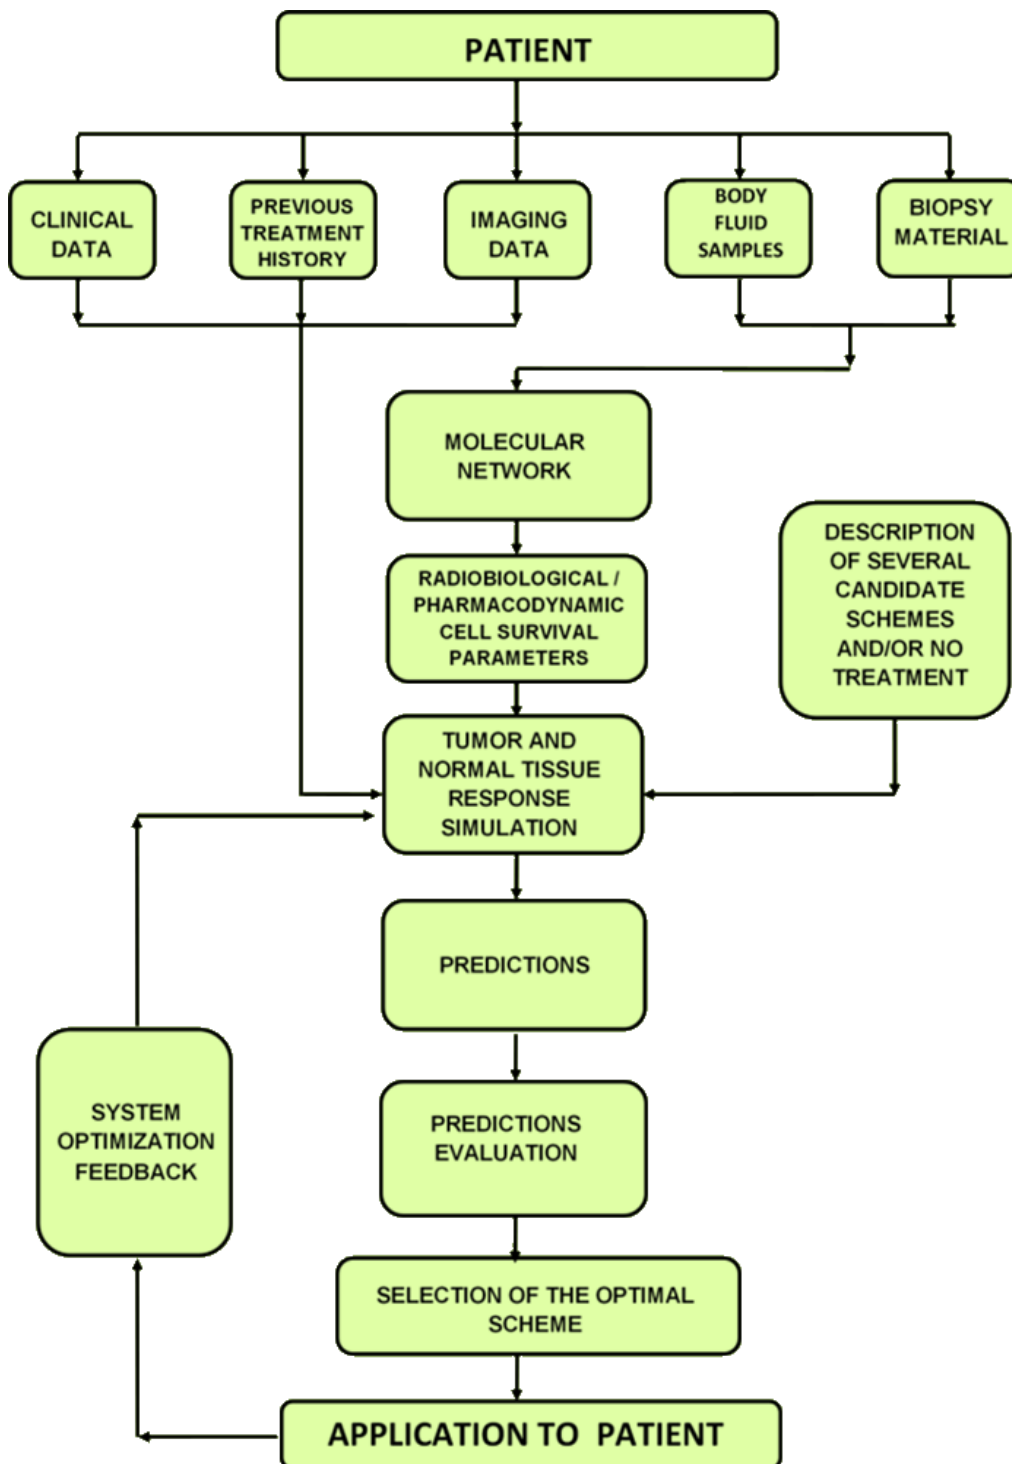 PATIENT
CLINICAL
DATA
PREVIOUS
TREATMENT
HISTORY
IMAGING
DATA
BODY
FLUID
SAMPLES
BIOPSY
MATERIAL
MOLECULAR
NETWORK
DESCRIPTION
OF SEVERAL
CANDIDATE
SCHEMES
AND/OR NO
TREATMENT
RADIOBIOLOGICAL /
PHARMACODYNAMIC
CELL SURVIVAL
PARAMETERS
TUMOR AND
NORMAL TISSUE
RESPONSE
SIMULATION
PREDICTIONS
SYSTEM
OPTIMIZATION
FEEDBACK
PREDICTIONS
EVALUATION
SELECTION OF THE OPTIMAL
SCHEME
APPLICATION TO PATIENT